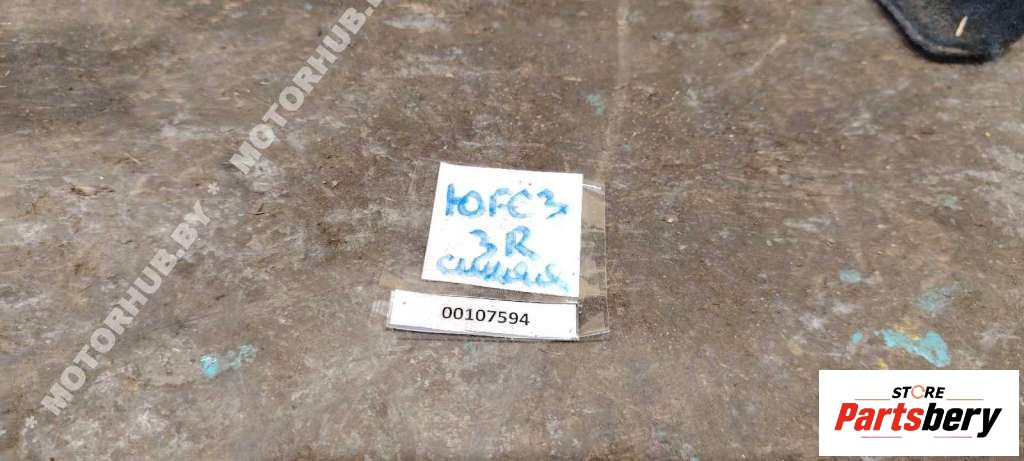 MOTORHUB.BY
* MOTORHUB.BY
*
ЮFC3
3R
синяя
00107594
STORE
Partsbery